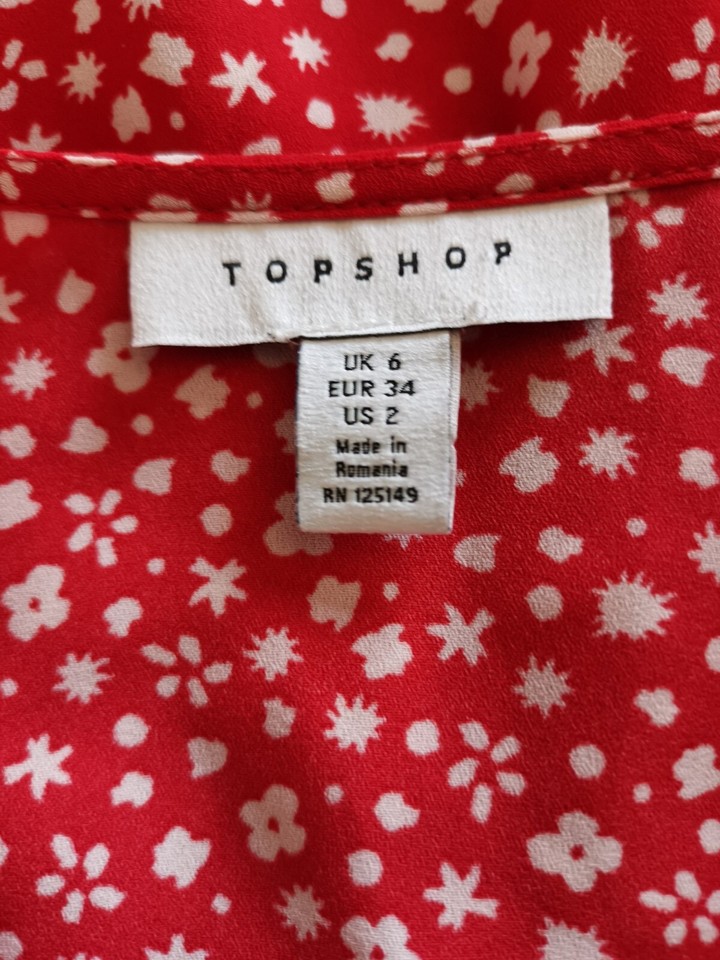 TOPSHOP
UK 6
EUR 34
US 2
Made in
Romania
RN 125149